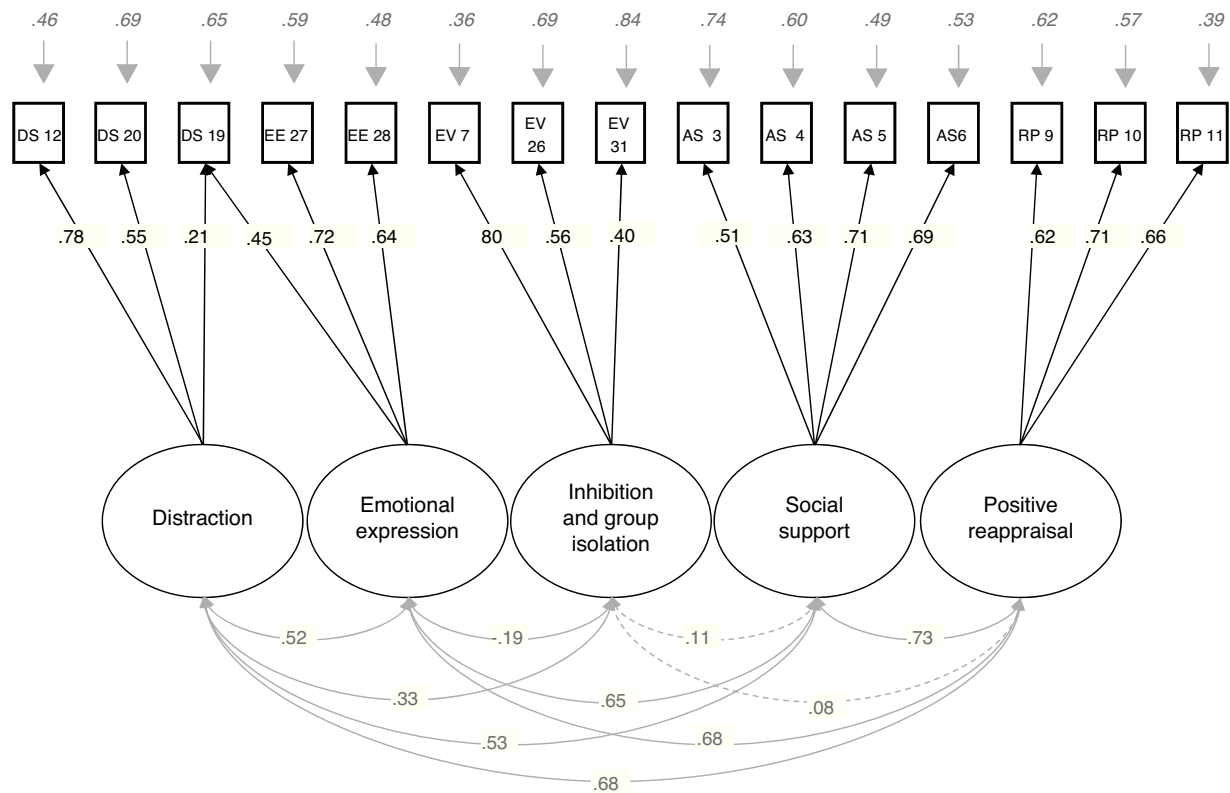 .46 .69 .65 .59 .48 .36 .69 .84 .74 .60 .49 .53 .62 .57 .39
DS 12 DS 20 DS 19 EE 27 EE 28 EV 7 EV 26 EV 31 AS 3 AS 4 AS 5 AS6 RP 9 RP 10 RP 11
.78 .55 .21 .45 .72 .64 80 .56 .40 .51 .63 .71 .69 .62 .71 .66
Distraction
Emotional
expression
Inhibition
and group
isolation
Social
support
Positive
reappraisal
.52 -.19 .11 .73
.33 .65 .08
.53 .68
.68